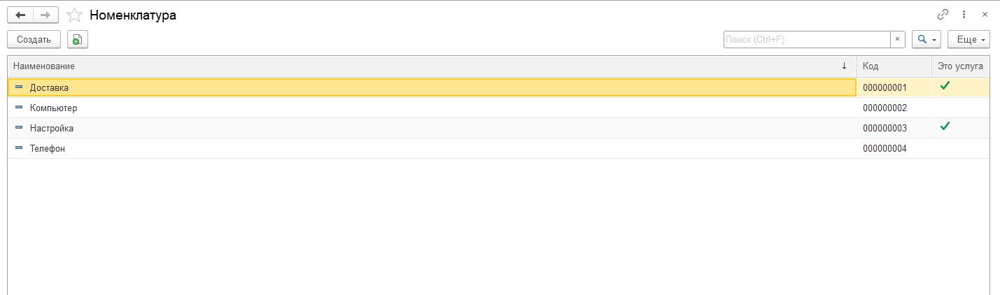 Номенклатура
Создать Поиск (Ctrl+F) × Еще
Наименование ↓ Код Это услуга
Доставка 000000001
Компьютер 000000002
Настройка 000000003
Телефон 000000004